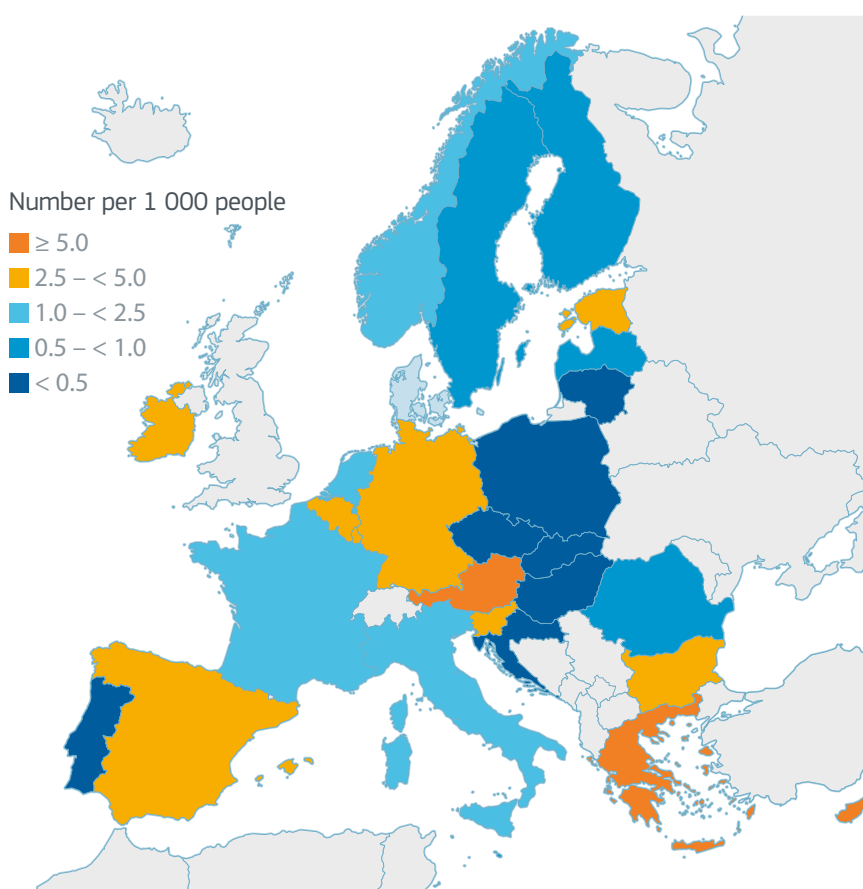 Number per 1 000 people
≥ 5.0
2.5 – < 5.0
1.0 – < 2.5
0.5 – < 1.0
< 0.5